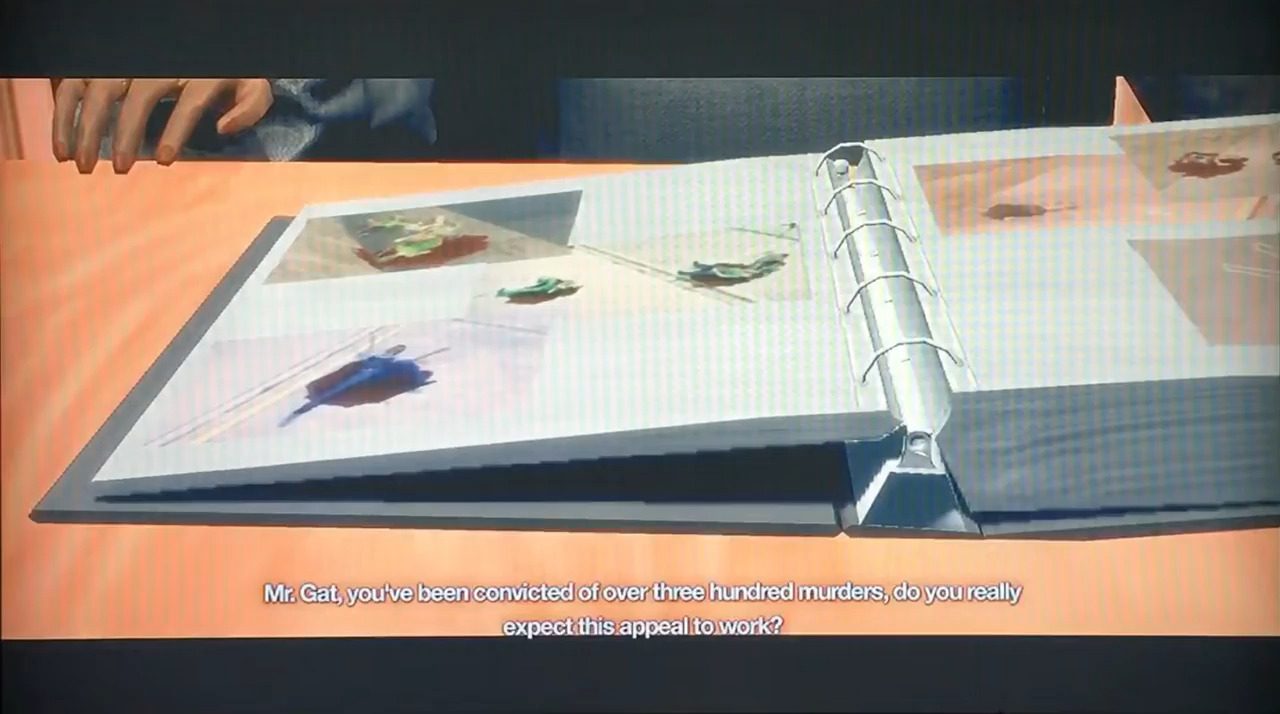 Mr. Gat, you've been convicted of over three hundred murders, do you really
expect this appeal to work?